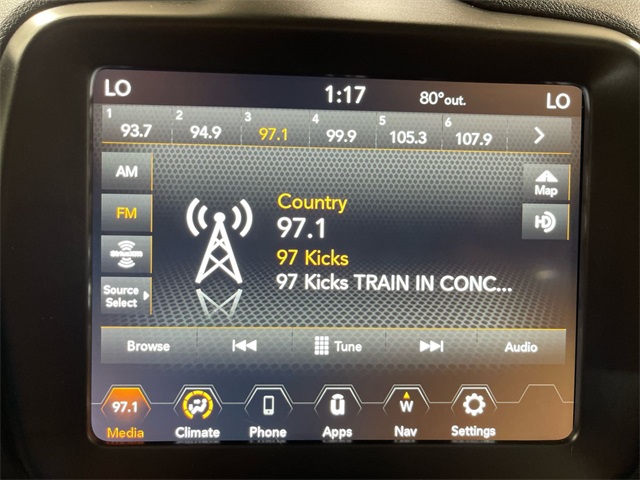 LO 1:17 80°out. LO
1 2 3 4 5 6
93.7 94.9 97.1 99.9 105.3 107.9
AM
FM
SiriusXM
Source
Select
Country
97.1
97 Kicks
97 Kicks TRAIN IN CONC...
Map
HD
Browse Tune Audio
97.1 u W
Media Climate Phone Apps Nav Settings